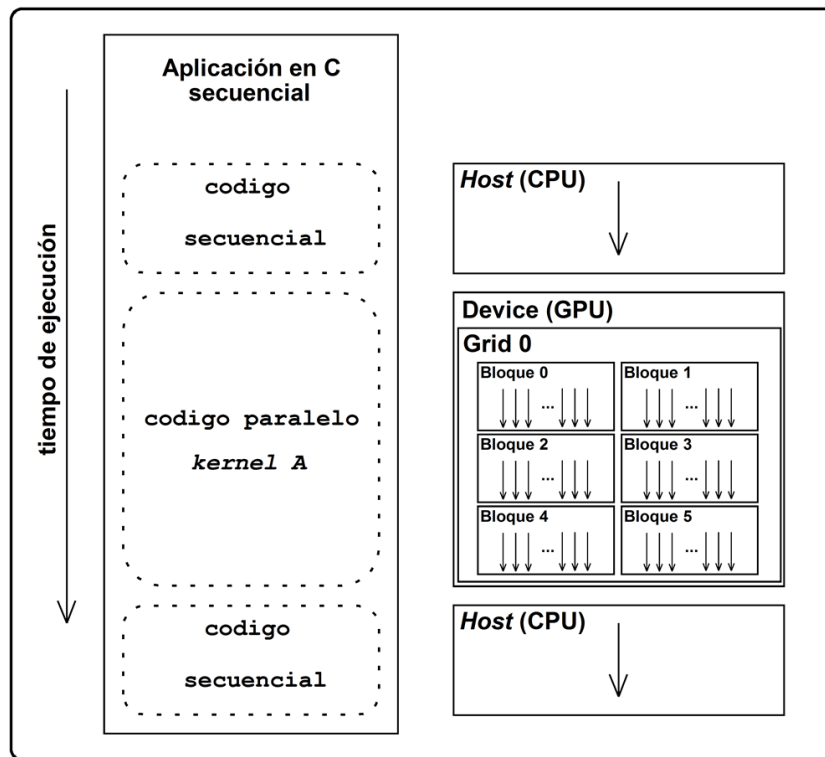 Aplicación en C
secuencial
tiempo de ejecución
codigo
secuencial
Host (CPU)
codigo paralelo
kernel A
Device (GPU)
Grid 0
Bloque 0
...
Bloque 1
...
Bloque 2
...
Bloque 3
...
Bloque 4
...
Bloque 5
...
codigo
secuencial
Host (CPU)